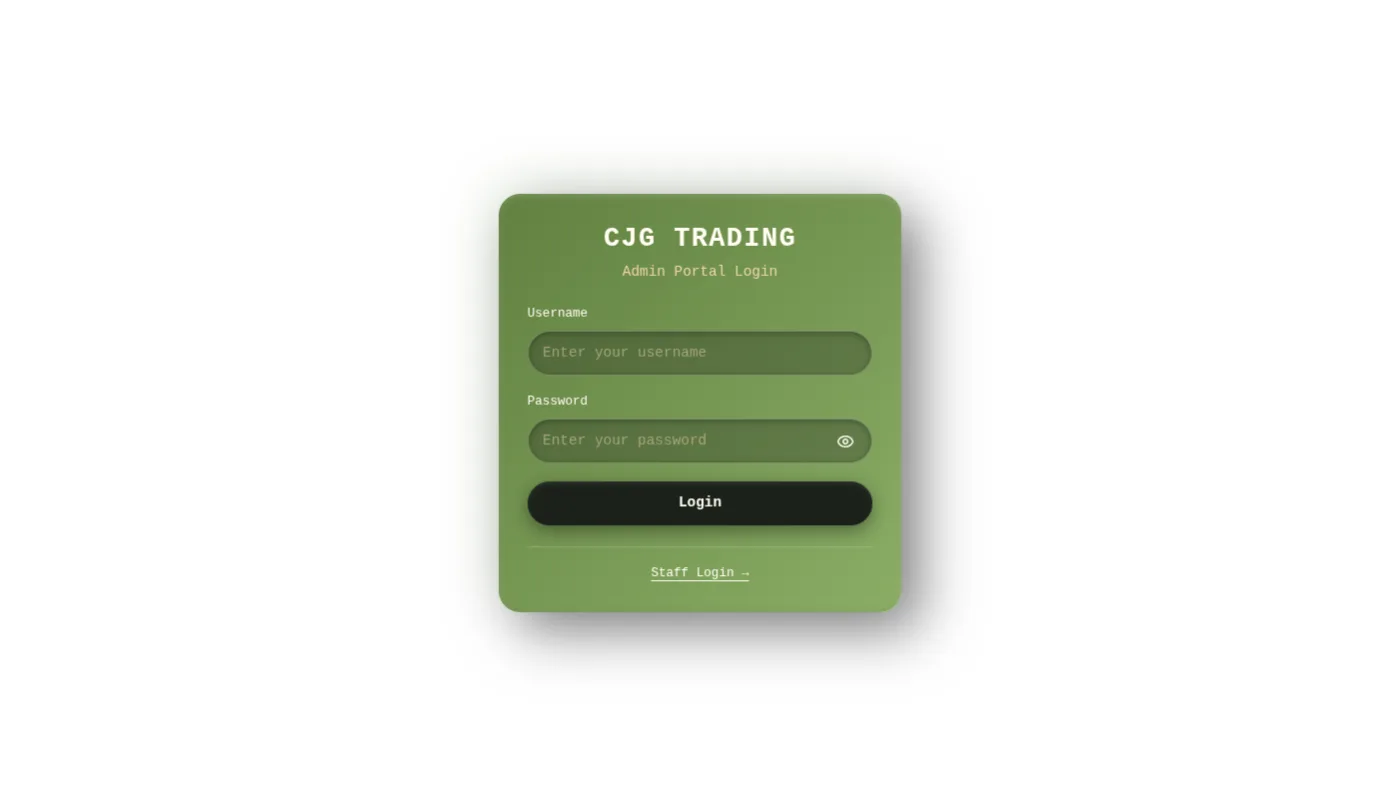 CJG TRADING
Admin Portal Login
Username
Enter your username
Password
Enter your password
Login
Staff Login →